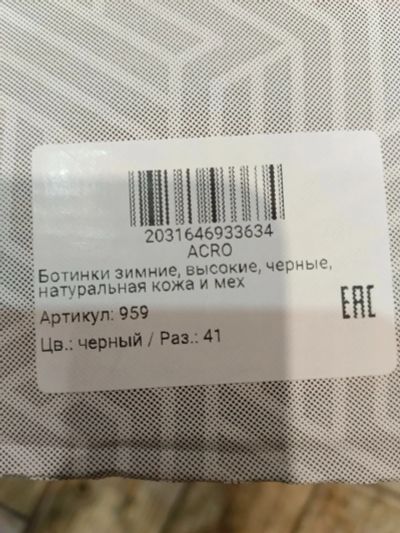 2031646933634
ACRO
Ботинки зимние, высокие, черные,
натуральная кожа и мех
Артикул: 959
Цв.: черный / Раз.: 41
EAC